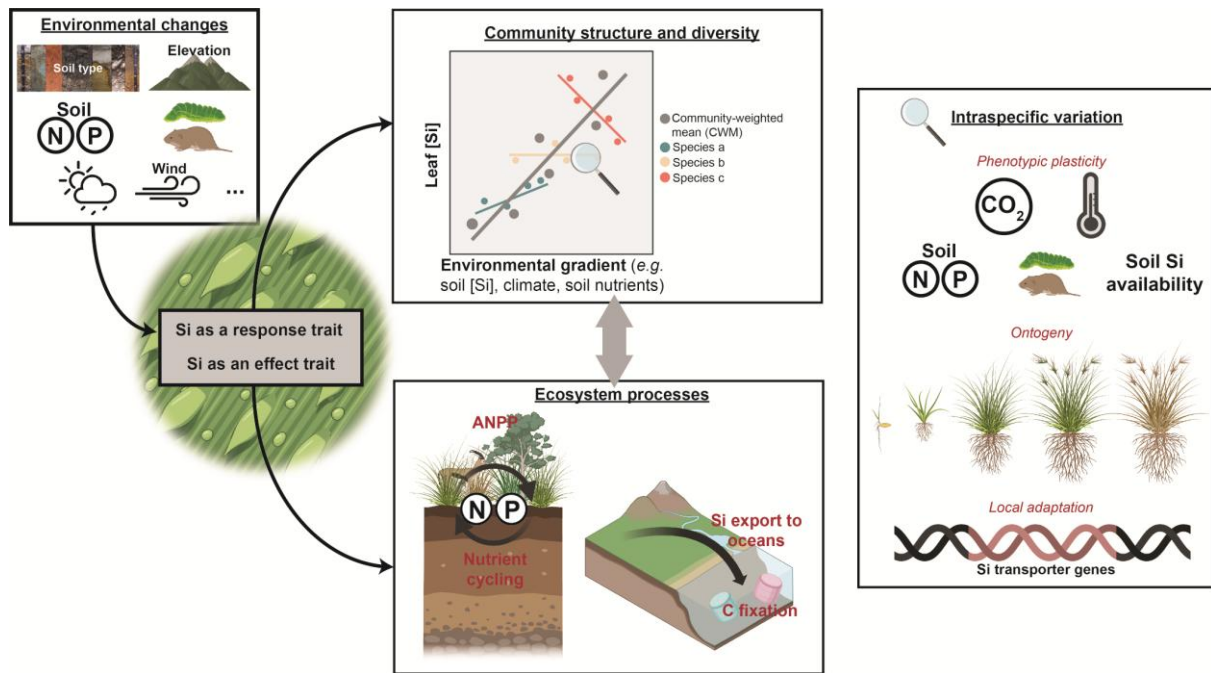 Environmental changes
Soil type
Elevation
Soil
N P
Wind
...
Si as a response trait
Si as an effect trait
Community structure and diversity
Leaf [Si]
Community-weighted
mean (CWM)
Species a
Species b
Species c
Environmental gradient (e.g.
soil [Si], climate, soil nutrients)
Ecosystem processes
ANPP
N P
Nutrient
cycling
Si export to
oceans
C fixation
Intraspecific variation
Phenotypic plasticity
CO2
Soil
N P
Soil Si
availability
Ontogeny
Local adaptation
Si transporter genes